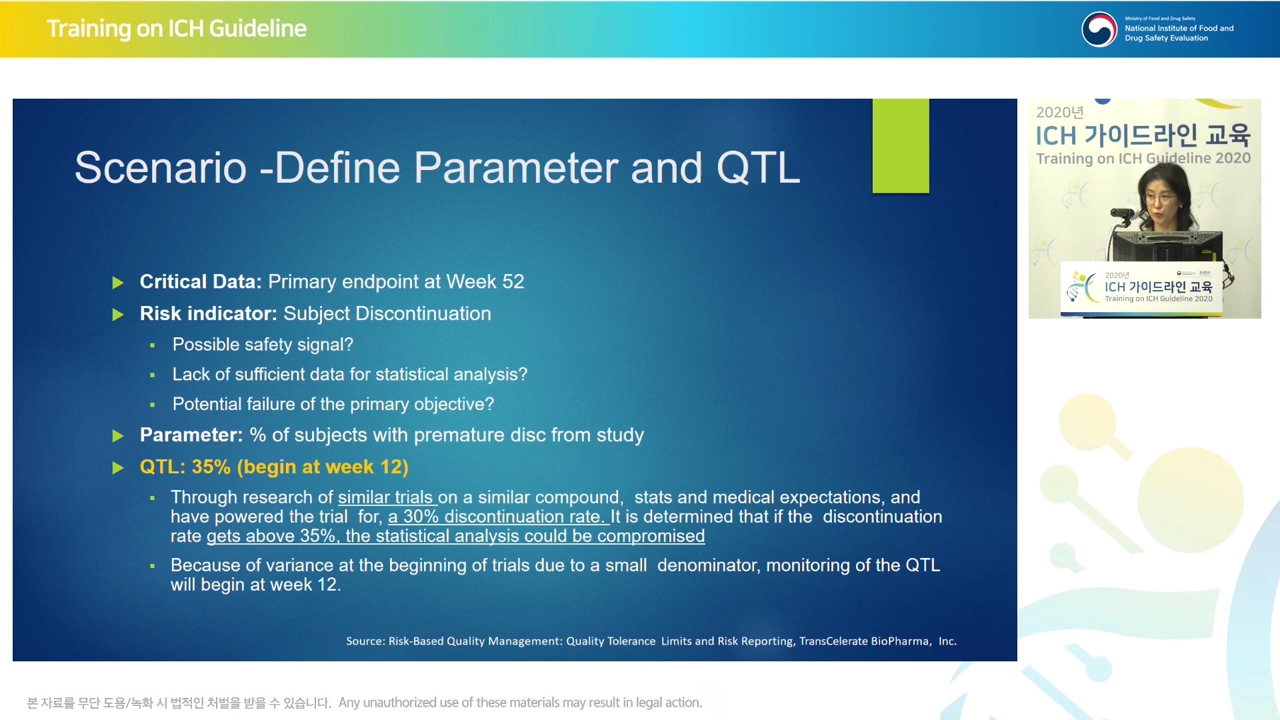 Training on ICH Guideline
Ministry of Food and Drug Safety
National Institute of Food and
Drug Safety Evaluation
Scenario -Define Parameter and QTL
▶ Critical Data: Primary endpoint at Week 52
▶ Risk indicator: Subject Discontinuation
▪ Possible safety signal?
▪ Lack of sufficient data for statistical analysis?
▪ Potential failure of the primary objective?
▶ Parameter: % of subjects with premature disc from study
▶ QTL: 35% (begin at week 12)
▪ Through research of similar trials on a similar compound, stats and medical expectations, and
have powered the trial for, a 30% discontinuation rate. It is determined that if the discontinuation
rate gets above 35%, the statistical analysis could be compromised
▪ Because of variance at the beginning of trials due to a small denominator, monitoring of the QTL
will begin at week 12.
Source: Risk-Based Quality Management: Quality Tolerance Limits and Risk Reporting, TransCelerate BioPharma, Inc.
2020년
ICH 가이드라인 교육
Training on ICH Guideline 2020
2020년
ICH 가이드라인 교육
Training on ICH Guideline 2020
본 자료를 무단 도용/녹화 시 법적인 처벌을 받을 수 있습니다. Any unauthorized use of these materials may result in legal action.